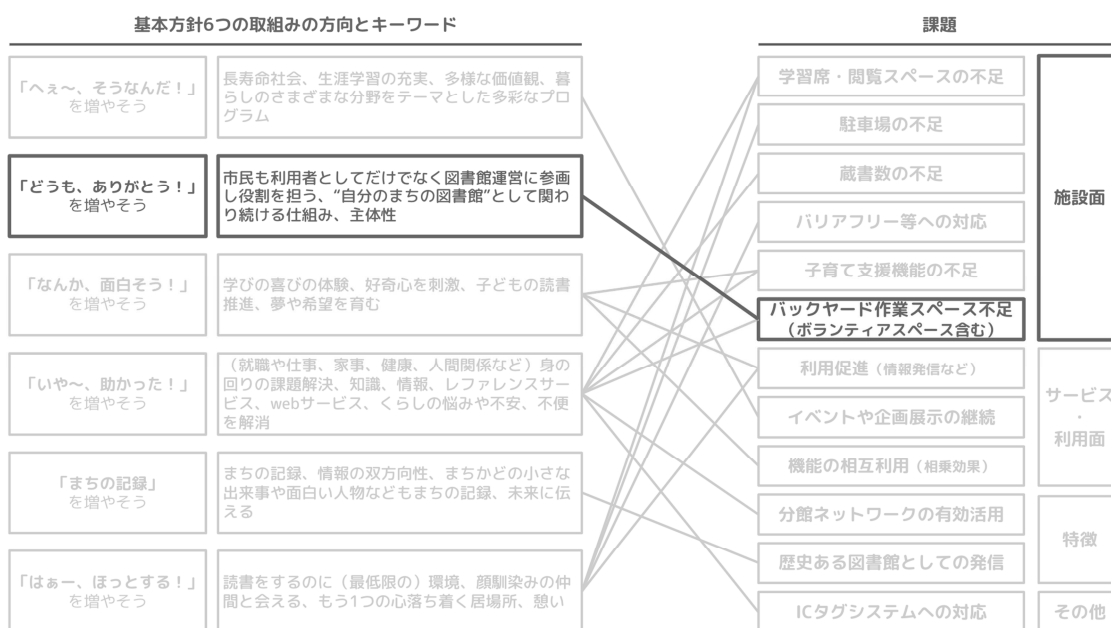 基本方針6つの取組みの方向とキーワード
課題
「へぇ〜、そうなんだ！」
を増やそう
長寿命社会、生涯学習の充実、多様な価値観、暮
らしのさまざまな分野をテーマとした多彩なプロ
グラム
「どうも、ありがとう！」
を増やそう
市民も利用者としてだけでなく図書館運営に参画
し役割を担う、“自分のまちの図書館”として関わ
り続ける仕組み、主体性
「なんか、面白そう！」
を増やそう
学びの喜びの体験、好奇心を刺激、子どもの読書
推進、夢や希望を育む
「いや〜、助かった！」
を増やそう
（就職や仕事、家事、健康、人間関係など）身の
回りの課題解決、知識、情報、レファレンスサー
ビス、webサービス、くらしの悩みや不安、不便
を解消
「まちの記録」
を増やそう
まちの記録、情報の双方向性、まちかどの小さな
出来事や面白い人物などもまちの記録、未来に伝
える
「はぁー、ほっとする！」
を増やそう
読書をするのに（最低限の）環境、顔馴染みの仲
間と会える、もう1つの心落ち着く居場所、憩い
学習席・閲覧スペースの不足
駐車場の不足
蔵書数の不足
バリアフリー等への対応
子育て支援機能の不足
バックヤード作業スペース不足
（ボランティアスペース含む）
利用促進（情報発信など）
イベントや企画展示の継続
機能の相互利用（相乗効果）
分館ネットワークの有効活用
歴史ある図書館としての発信
ICタグシステムへの対応
施設面
サービス
・
利用面
特徴
その他